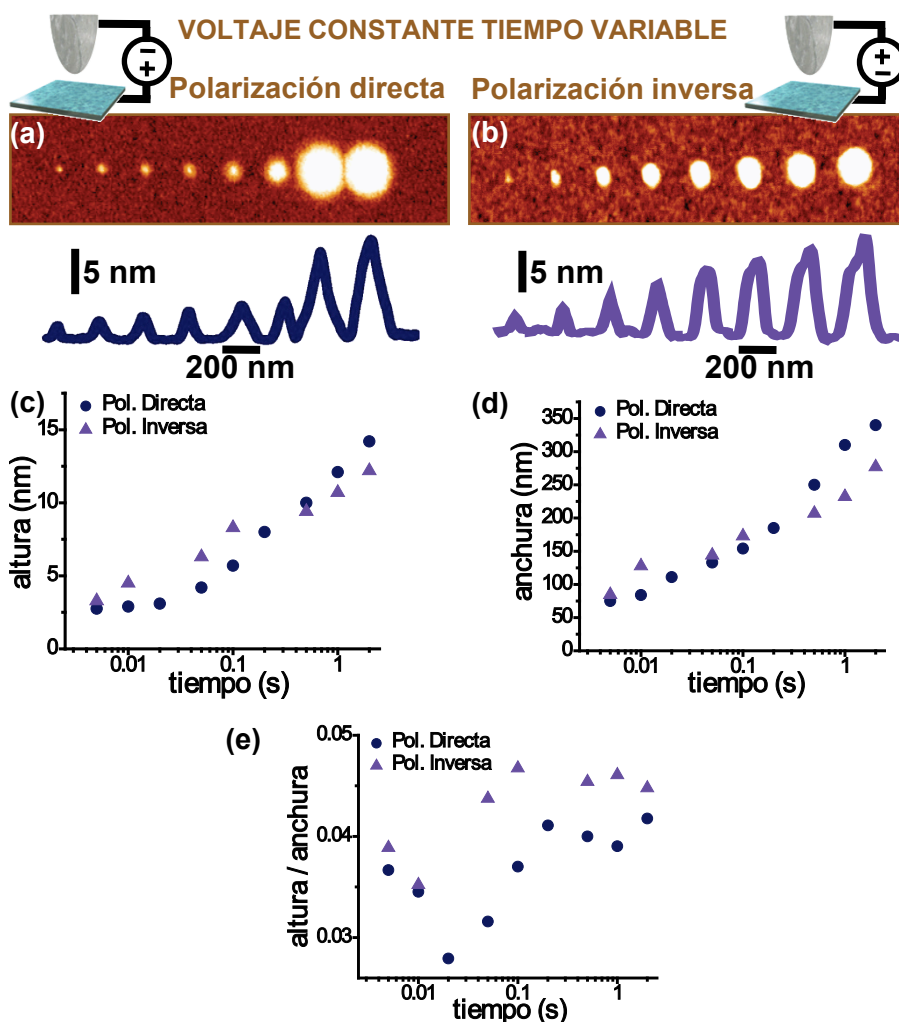 VOLTAJE CONSTANTE TIEMPO VARIABLE
Polarización directa
Polarización inversa
(a)
(b)
5 nm
5 nm
200 nm
200 nm
(c)
Pol. Directa
Pol. Inversa
15
10
5
0
altura (nm)
0.01
0.1
1
tiempo (s)
(d)
Pol. Directa
Pol. Inversa
350
325
250
225
150
125
50
0
anchura (nm)
0.01
0.1
1
tiempo (s)
(e)
Pol. Directa
Pol. Inversa
0.05
0.04
0.03
altura / anchura
0.01
0.1
1
tiempo (s)